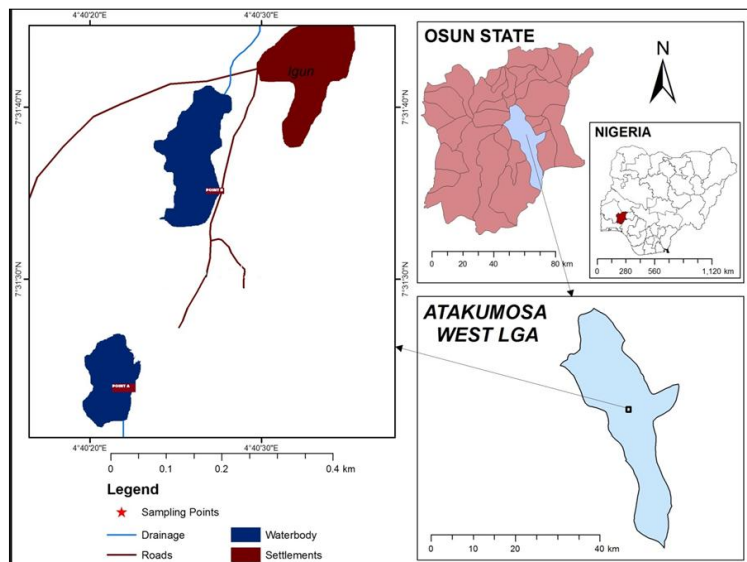 4°40'20"E
4°40'30"E
Igun
7°31'40"N
7°31'40"N
POINT
7°31'30"N
7°31'30"N
POINT A
4°40'20"E
4°40'30"E
0 0.1 0.2 0.4 km
Legend
Sampling Points
Drainage
Waterbody
Roads
Settlements
OSUN STATE
N
0 20 40 60 80
km
NIGERIA
0 280 560 1,120 km
ATAKUMOSA
WEST LGA
0 20 40
km